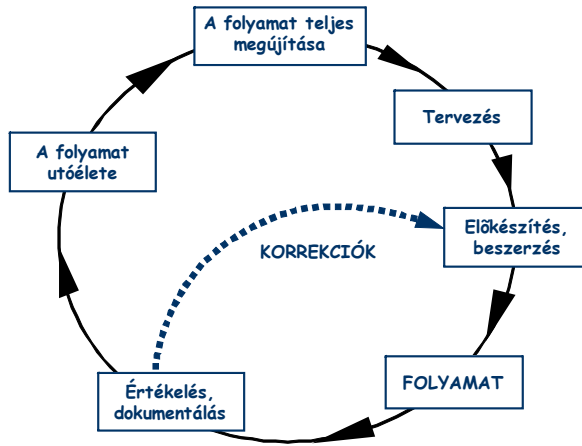 A folyamat teljes
megújítása
Tervezés
A folyamat
utóélete
Előkészítés,
beszerzés
KORREKCIÓK
FOLYAMAT
Értékelés,
dokumentálás